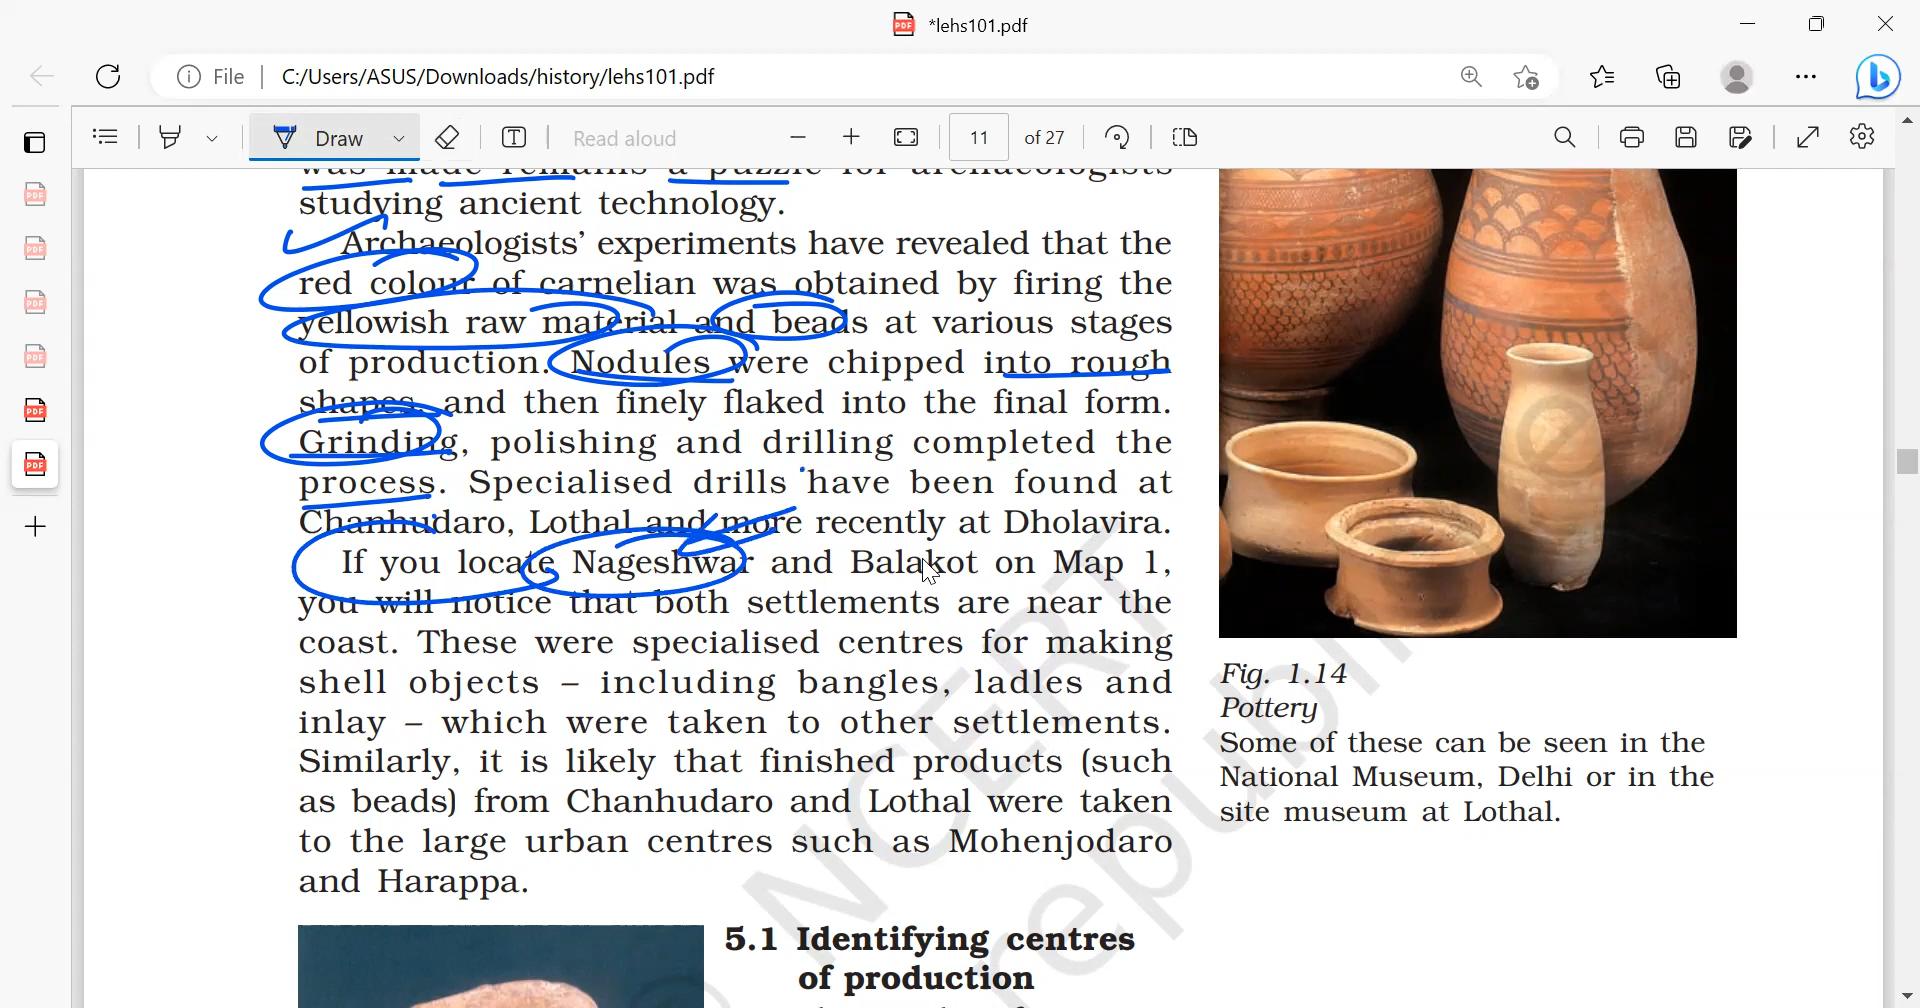 *lehs101.pdf
File
C:/Users/ASUS/Downloads/history/lehs101.pdf
Draw
Read aloud
11
of 27
was made remains a puzzle for archaeologists
studying ancient technology.
Archaeologists’ experiments have revealed that the
red colour of carnelian was obtained by firing the
yellowish raw material and beads at various stages
of production. Nodules were chipped into rough
shapes, and then finely flaked into the final form.
Grinding, polishing and drilling completed the
process. Specialised drills have been found at
Chanhudaro, Lothal and more recently at Dholavira.
If you locate Nageshwar and Balakot on Map 1,
you will notice that both settlements are near the
coast. These were specialised centres for making
shell objects – including bangles, ladles and
inlay – which were taken to other settlements.
Similarly, it is likely that finished products (such
as beads) from Chanhudaro and Lothal were taken
to the large urban centres such as Mohenjodaro
and Harappa.
Fig. 1.14
Pottery
Some of these can be seen in the
National Museum, Delhi or in the
site museum at Lothal.
5.1 Identifying centres
of production
NCERT
republi